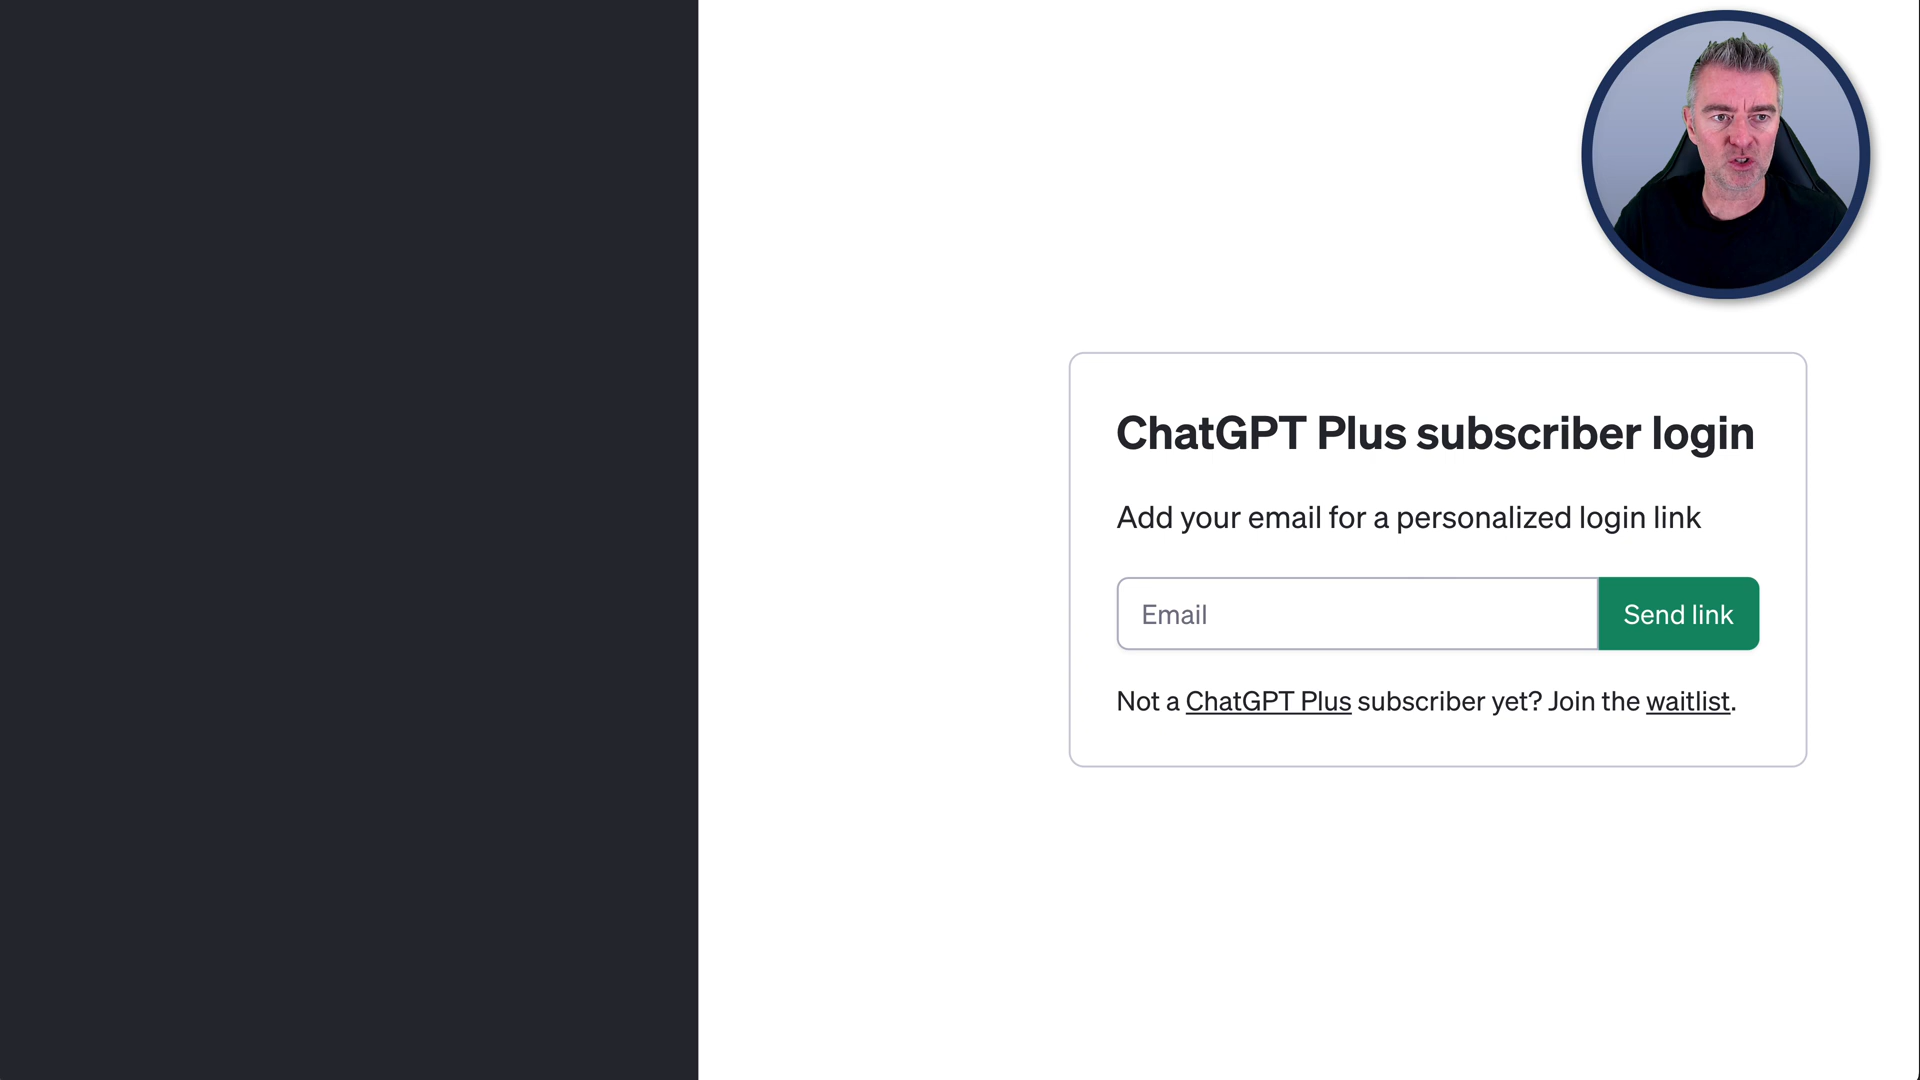 ChatGPT Plus subscriber login
Add your email for a personalized login link
Email
Send link
Not a ChatGPT Plus subscriber yet? Join the waitlist.